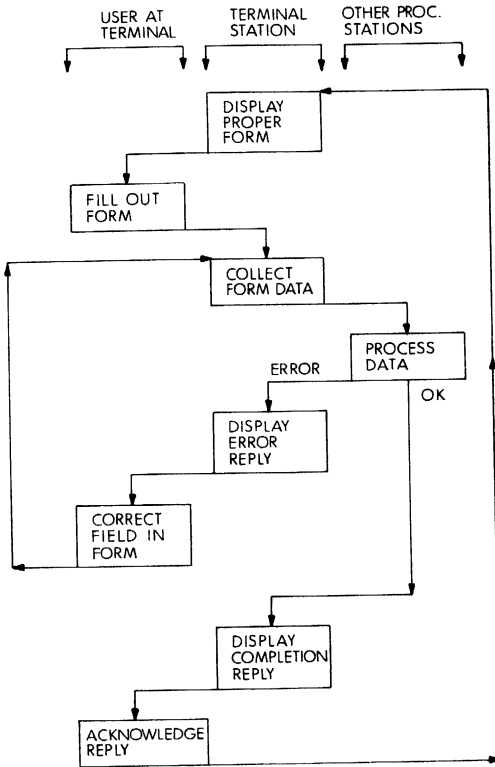 USER AT
TERMINAL
TERMINAL
STATION
OTHER PROC.
STATIONS
DISPLAY
PROPER
FORM
FILL OUT
FORM
COLLECT
FORM DATA
PROCESS
DATA
ERROR
OK
DISPLAY
ERROR
REPLY
CORRECT
FIELD IN
FORM
DISPLAY
COMPLETION
REPLY
ACKNOWLEDGE
REPLY